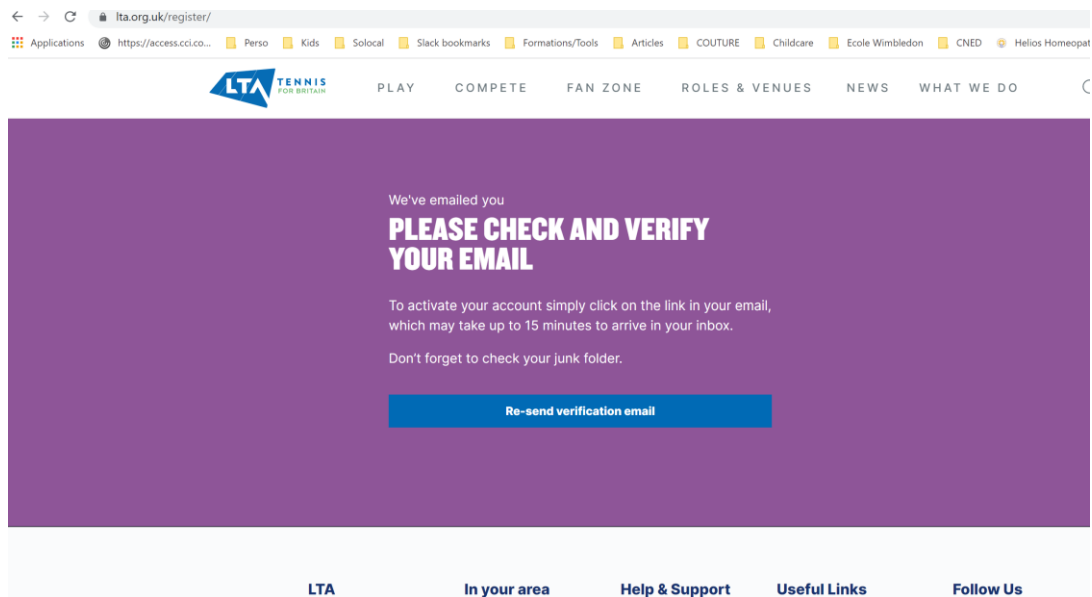 lta.org.uk/register/
Applications https://access.cci.co... Perso Kids Solocal Slack bookmarks Formations/Tools Articles COUTURE Childcare Ecole Wimbledon CNED Helios Homeopat
LTA TENNIS FOR BRITAIN PLAY COMPETE FAN ZONE ROLES & VENUES NEWS WHAT WE DO
We've emailed you
PLEASE CHECK AND VERIFY
YOUR EMAIL
To activate your account simply click on the link in your email,
which may take up to 15 minutes to arrive in your inbox.
Don't forget to check your junk folder.
Re-send verification email
LTA In your area Help & Support Useful Links Follow Us